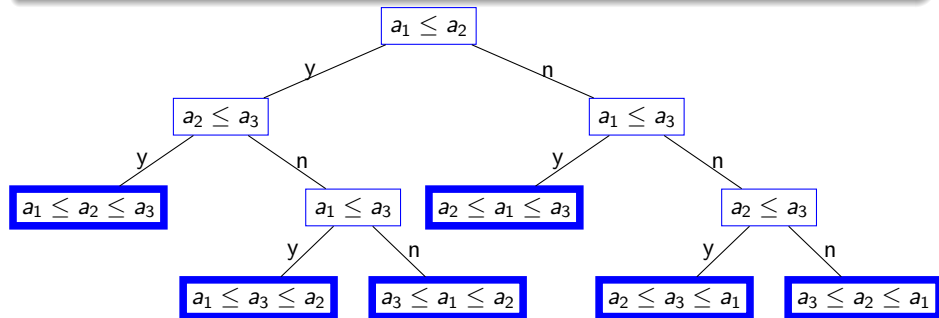 a₁ ≤ a₂
y n
a₂ ≤ a₃ a₁ ≤ a₃
y n y n
a₁ ≤ a₂ ≤ a₃ a₁ ≤ a₃ a₂ ≤ a₁ ≤ a₃ a₂ ≤ a₃
y n y n
a₁ ≤ a₃ ≤ a₂ a₃ ≤ a₁ ≤ a₂ a₂ ≤ a₃ ≤ a₁ a₃ ≤ a₂ ≤ a₁